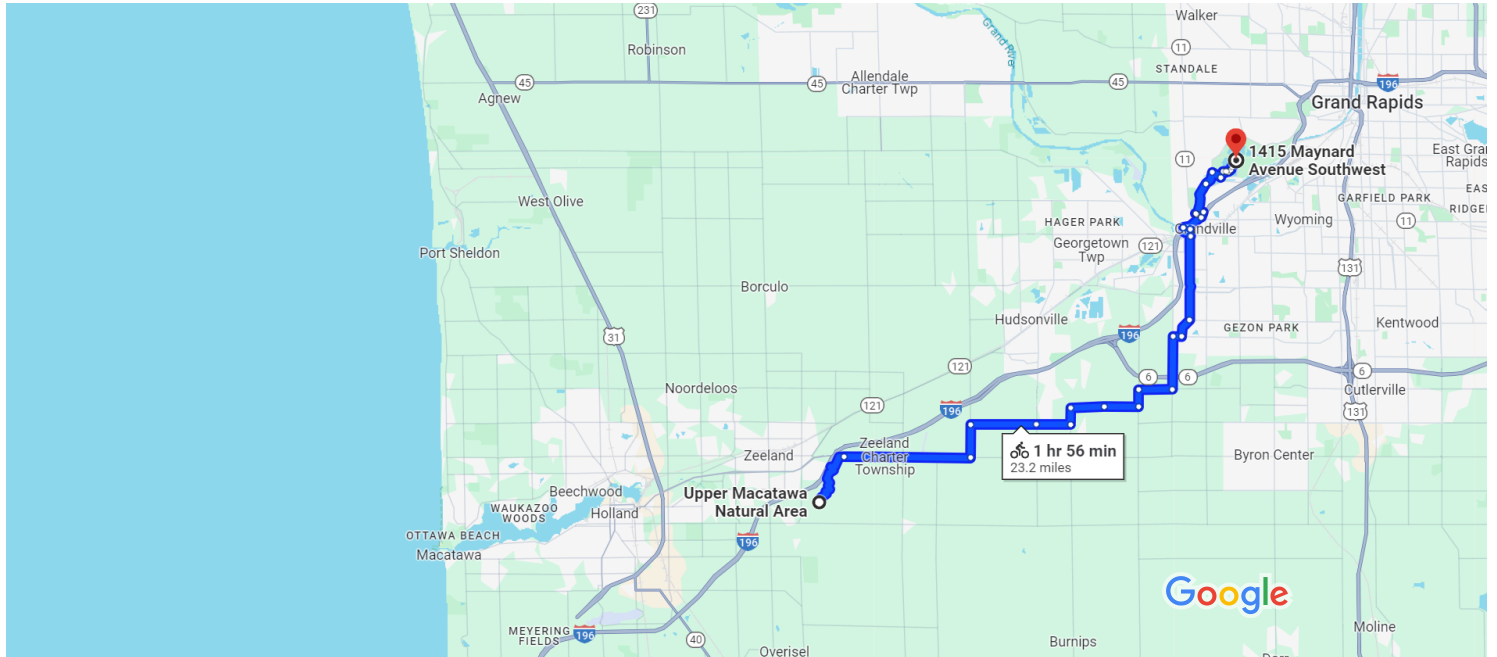 231
Robinson
Grand River
Walker
11
STANDALE
45
Agnew
45
Allendale
Charter Twp
45
196
Grand Rapids
1415 Maynard
Avenue Southwest
11
East Gra
Rapids
EAS
RIDGE
GARFIELD PARK
11
West Olive
HAGER PARK
Wyoming
Georgetown
Twp
121
Port Sheldon
131
Borculo
Hudsonville
196
GEZON PARK
Kentwood
31
121
6
6
6
Cutlerville
Noordeloos
121
196
131
1 hr 56 min
23.2 miles
Zeeland
Zeeland
Charter
Township
Byron Center
Beechwood
Upper Macatawa
Natural Area
WAUKAZOO
WOODS
Holland
OTTAWA BEACH
Macatawa
196
Google
MEYERING
FIELDS
196
40
Overisel
Burnips
Moline